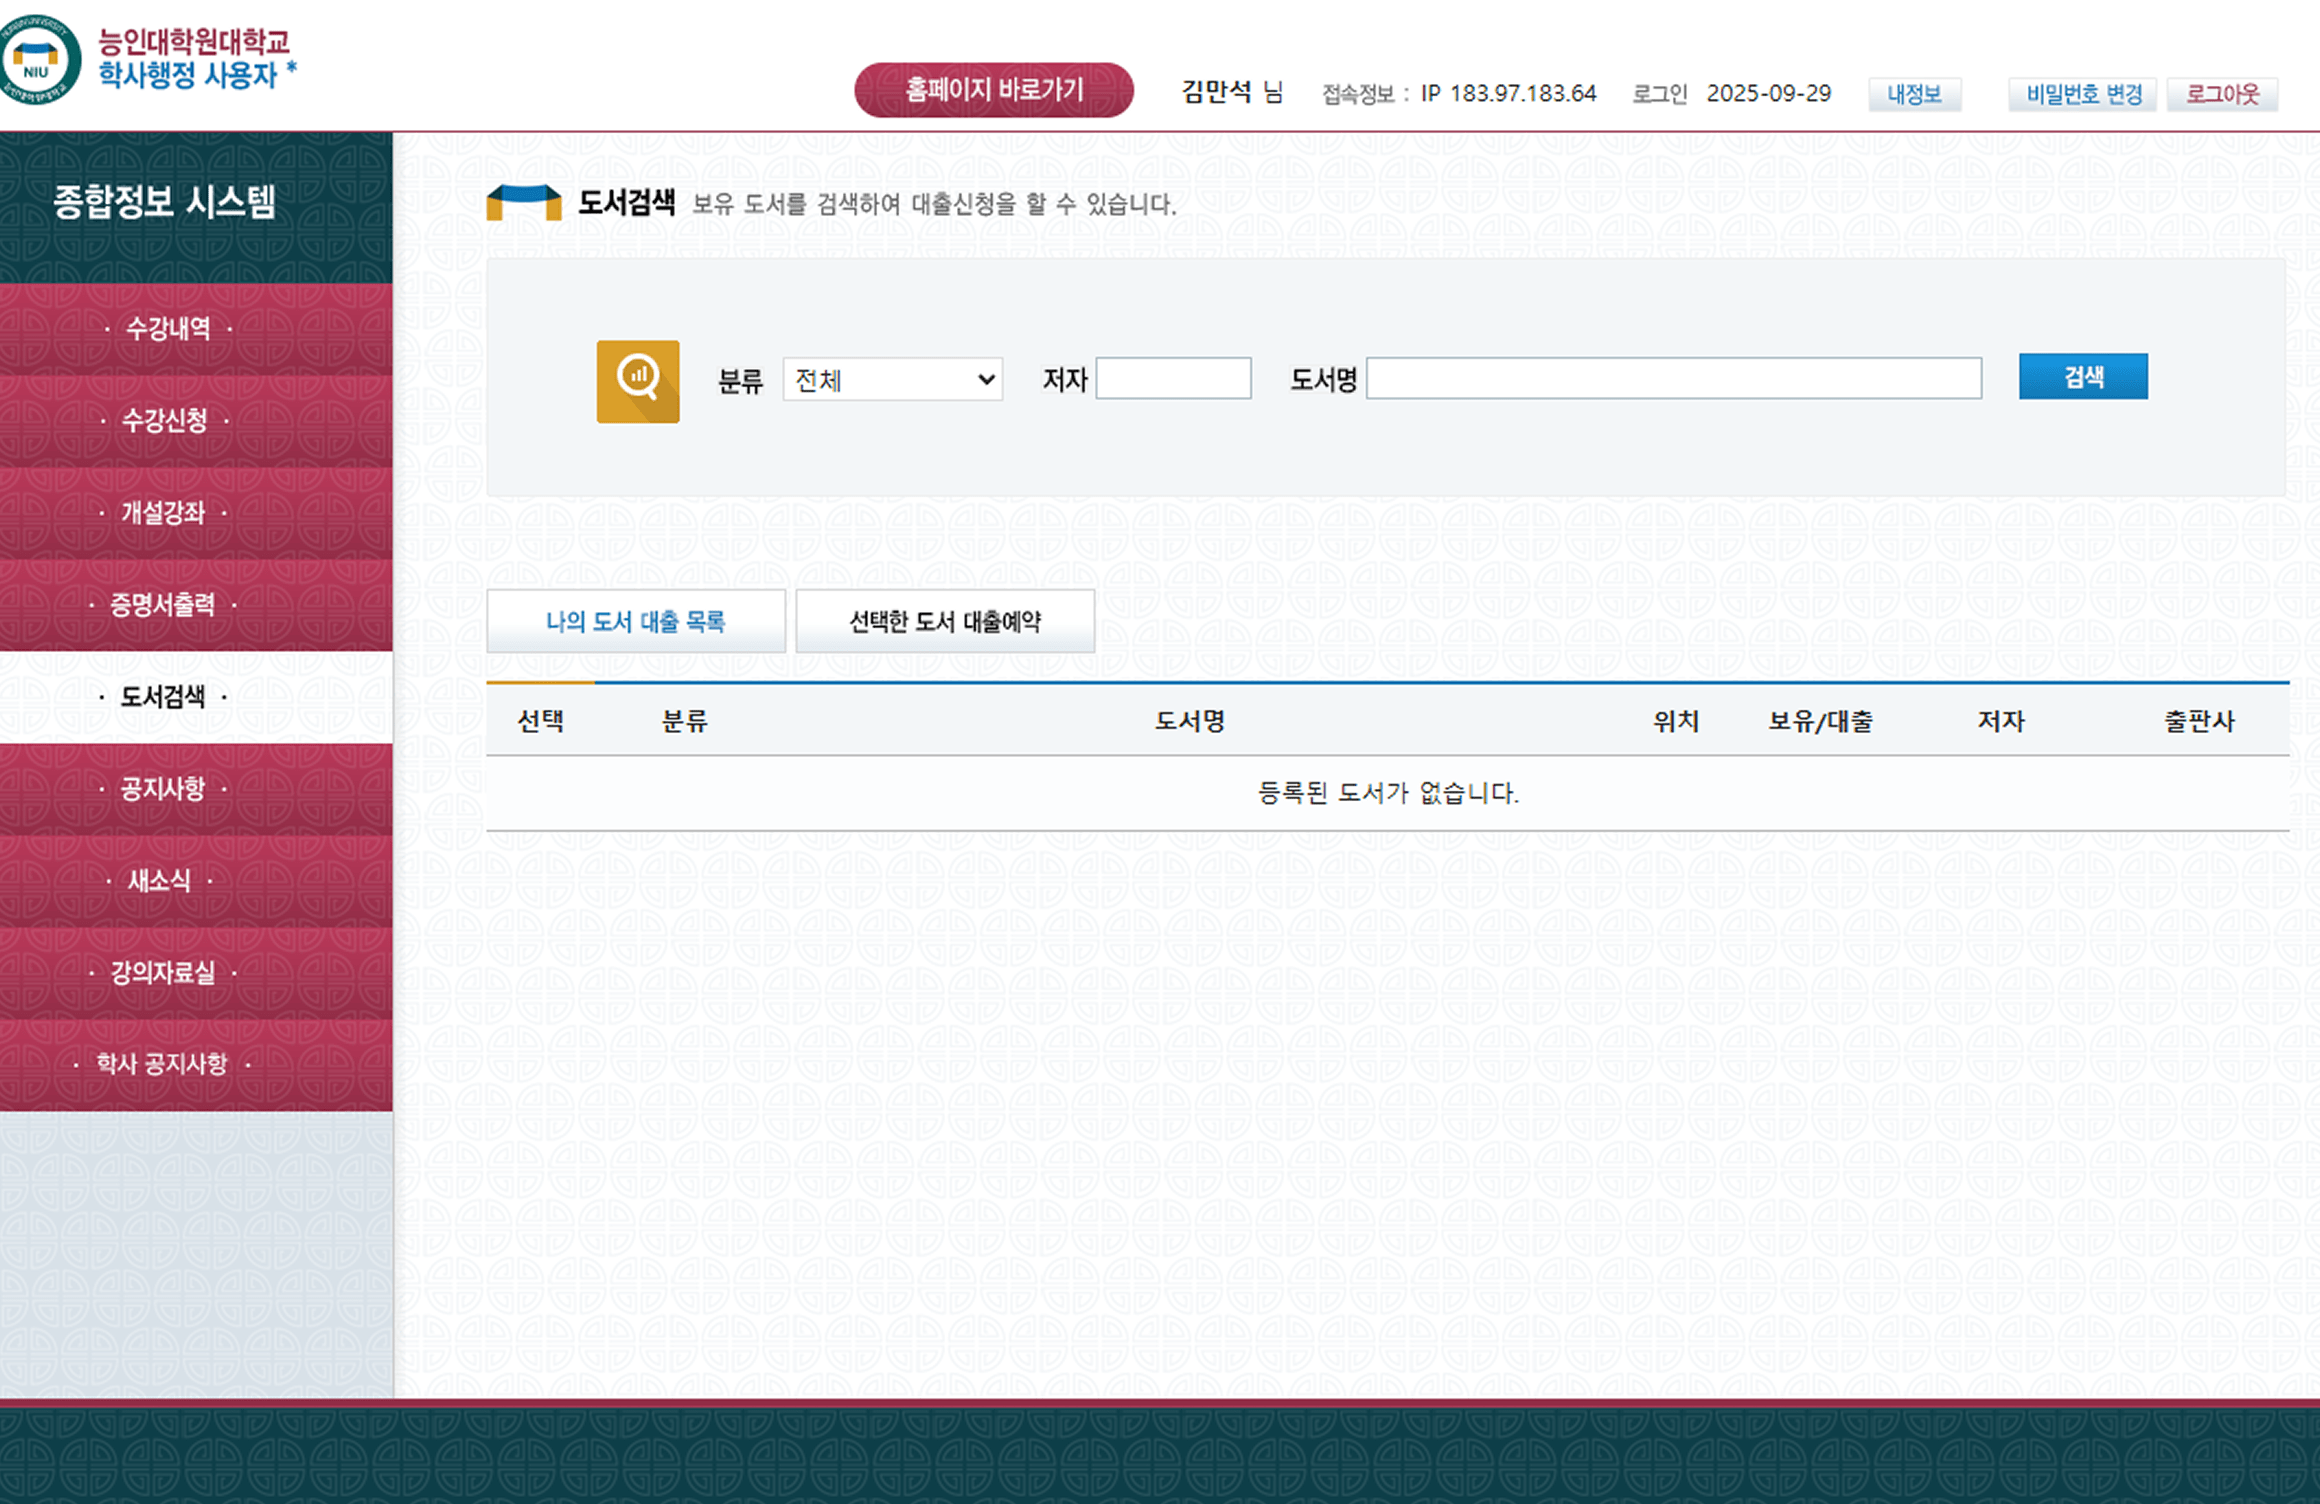 능인대학원대학교
학사행정 사용자 *
NIU
홈페이지 바로가기
김만석 님 접속정보 : IP 183.97.183.64 로그인 2025-09-29 내정보 비밀번호 변경 로그아웃
종합정보 시스템
· 수강내역 ·
· 수강신청 ·
· 개설강좌 ·
· 증명서출력 ·
· 도서검색 ·
· 공지사항 ·
· 새소식 ·
· 강의자료실 ·
· 학사 공지사항 ·
도서검색 보유 도서를 검색하여 대출신청을 할 수 있습니다.
분류 전체 저자 도서명 검색
나의 도서 대출 목록 선택한 도서 대출예약
선택 분류 도서명 위치 보유/대출 저자 출판사
등록된 도서가 없습니다.